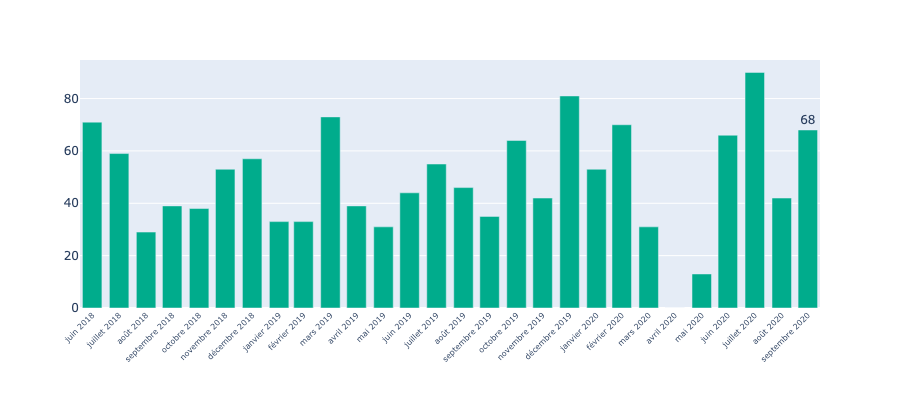 80
60
40
20
0
68
juin 2018
juillet 2018
août 2018
septembre 2018
octobre 2018
novembre 2018
décembre 2018
janvier 2019
février 2019
mars 2019
avril 2019
mai 2019
juin 2019
juillet 2019
août 2019
septembre 2019
octobre 2019
novembre 2019
décembre 2019
janvier 2020
février 2020
mars 2020
avril 2020
mai 2020
juin 2020
juillet 2020
août 2020
septembre 2020